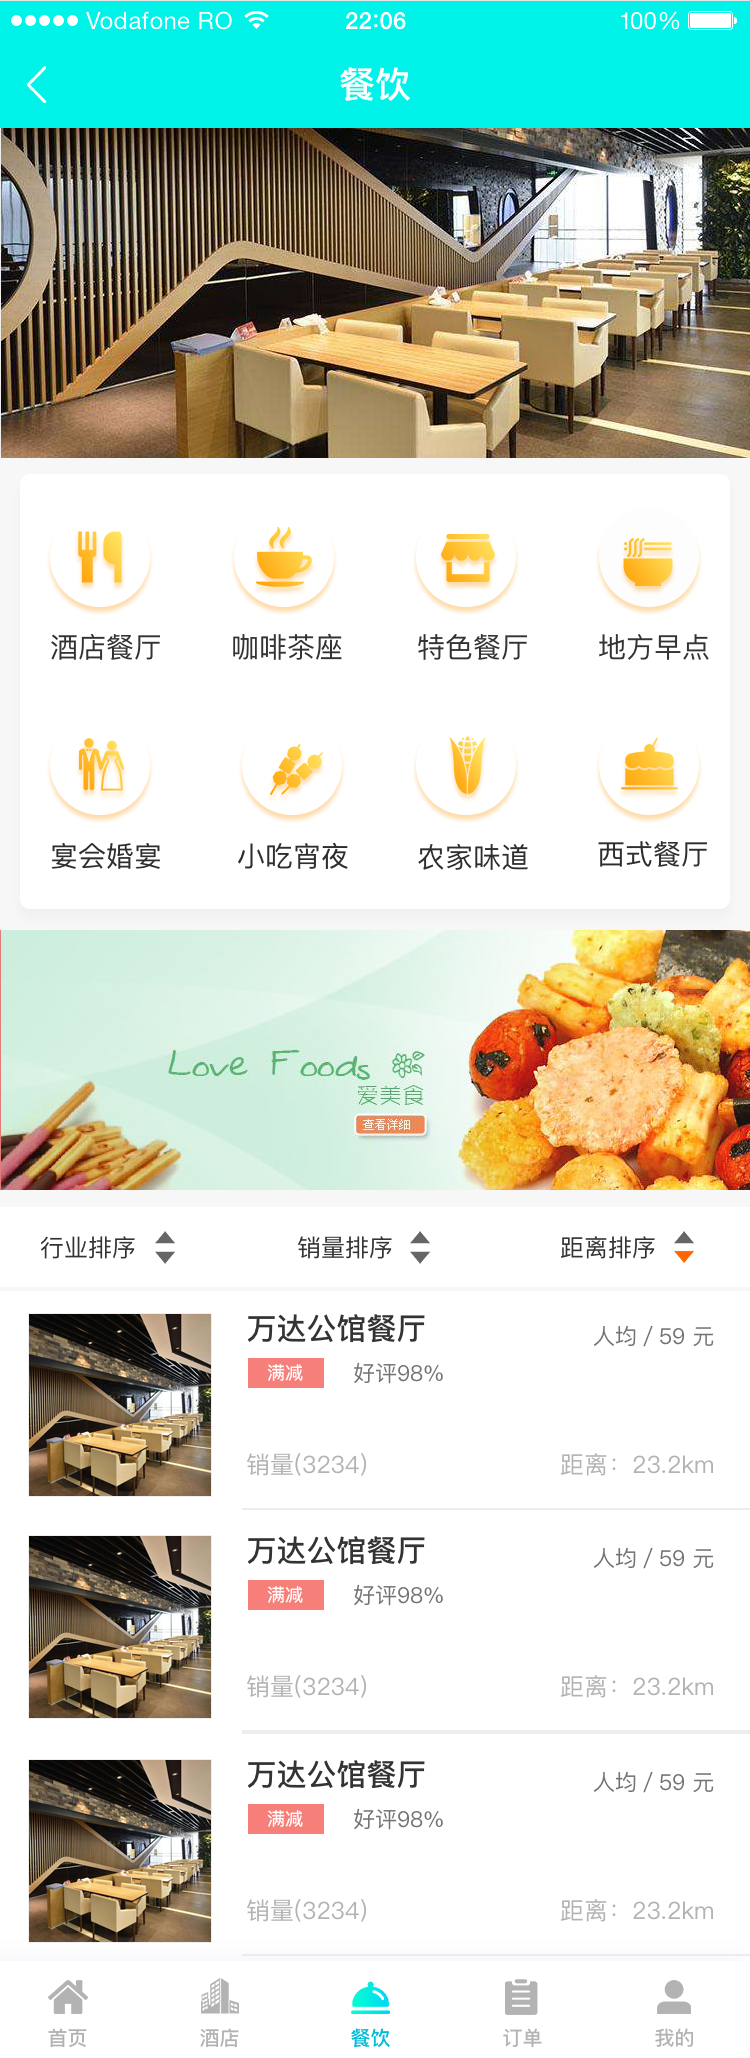 Vodafone RO 22:06 100%
餐饮
酒店餐厅 咖啡茶座 特色餐厅 地方早点
宴会婚宴 小吃宵夜 农家味道 西式餐厅
Love Foods
爱美食
查看详细
行业排序 销量排序 距离排序
万达公馆餐厅 人均 / 59 元
满减 好评98%
销量(3234) 距离：23.2km
万达公馆餐厅 人均 / 59 元
满减 好评98%
销量(3234) 距离：23.2km
万达公馆餐厅 人均 / 59 元
满减 好评98%
销量(3234) 距离：23.2km
首页 酒店 餐饮 订单 我的